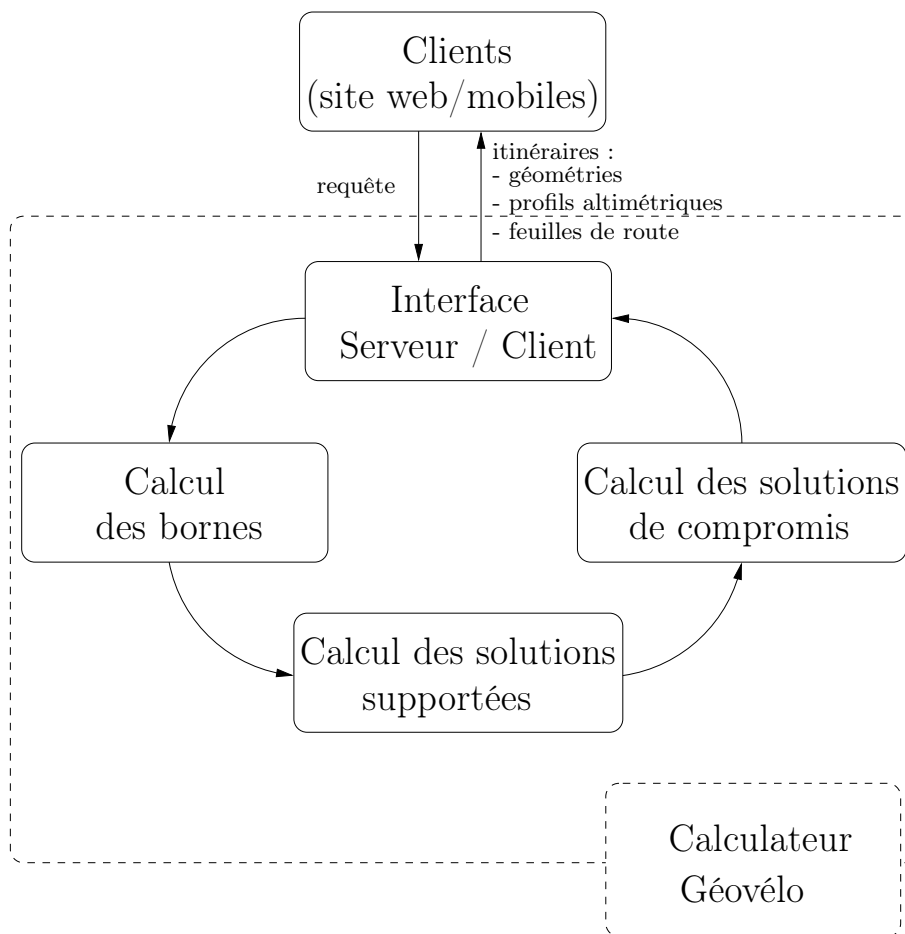 Clients
(site web/mobiles)
requête
itinéraires :
- géométries
- profils altimétriques
- feuilles de route
Interface
Serveur / Client
Calcul
des bornes
Calcul des solutions
de compromis
Calcul des solutions
supportées
Calculateur
Géovélo